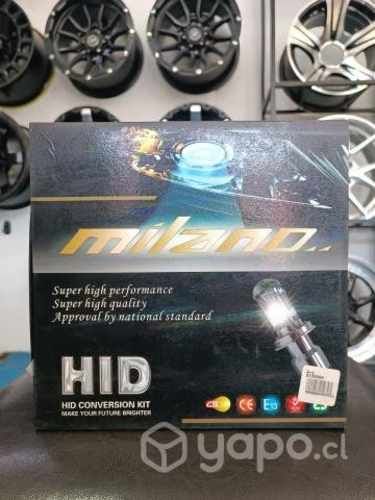 milano..
Super high performance
Super high quality
Approval by national standard
HID
HID CONVERSION KIT
MAKE YOUR FUTURE BRIGHTER
CE
yapo.cl